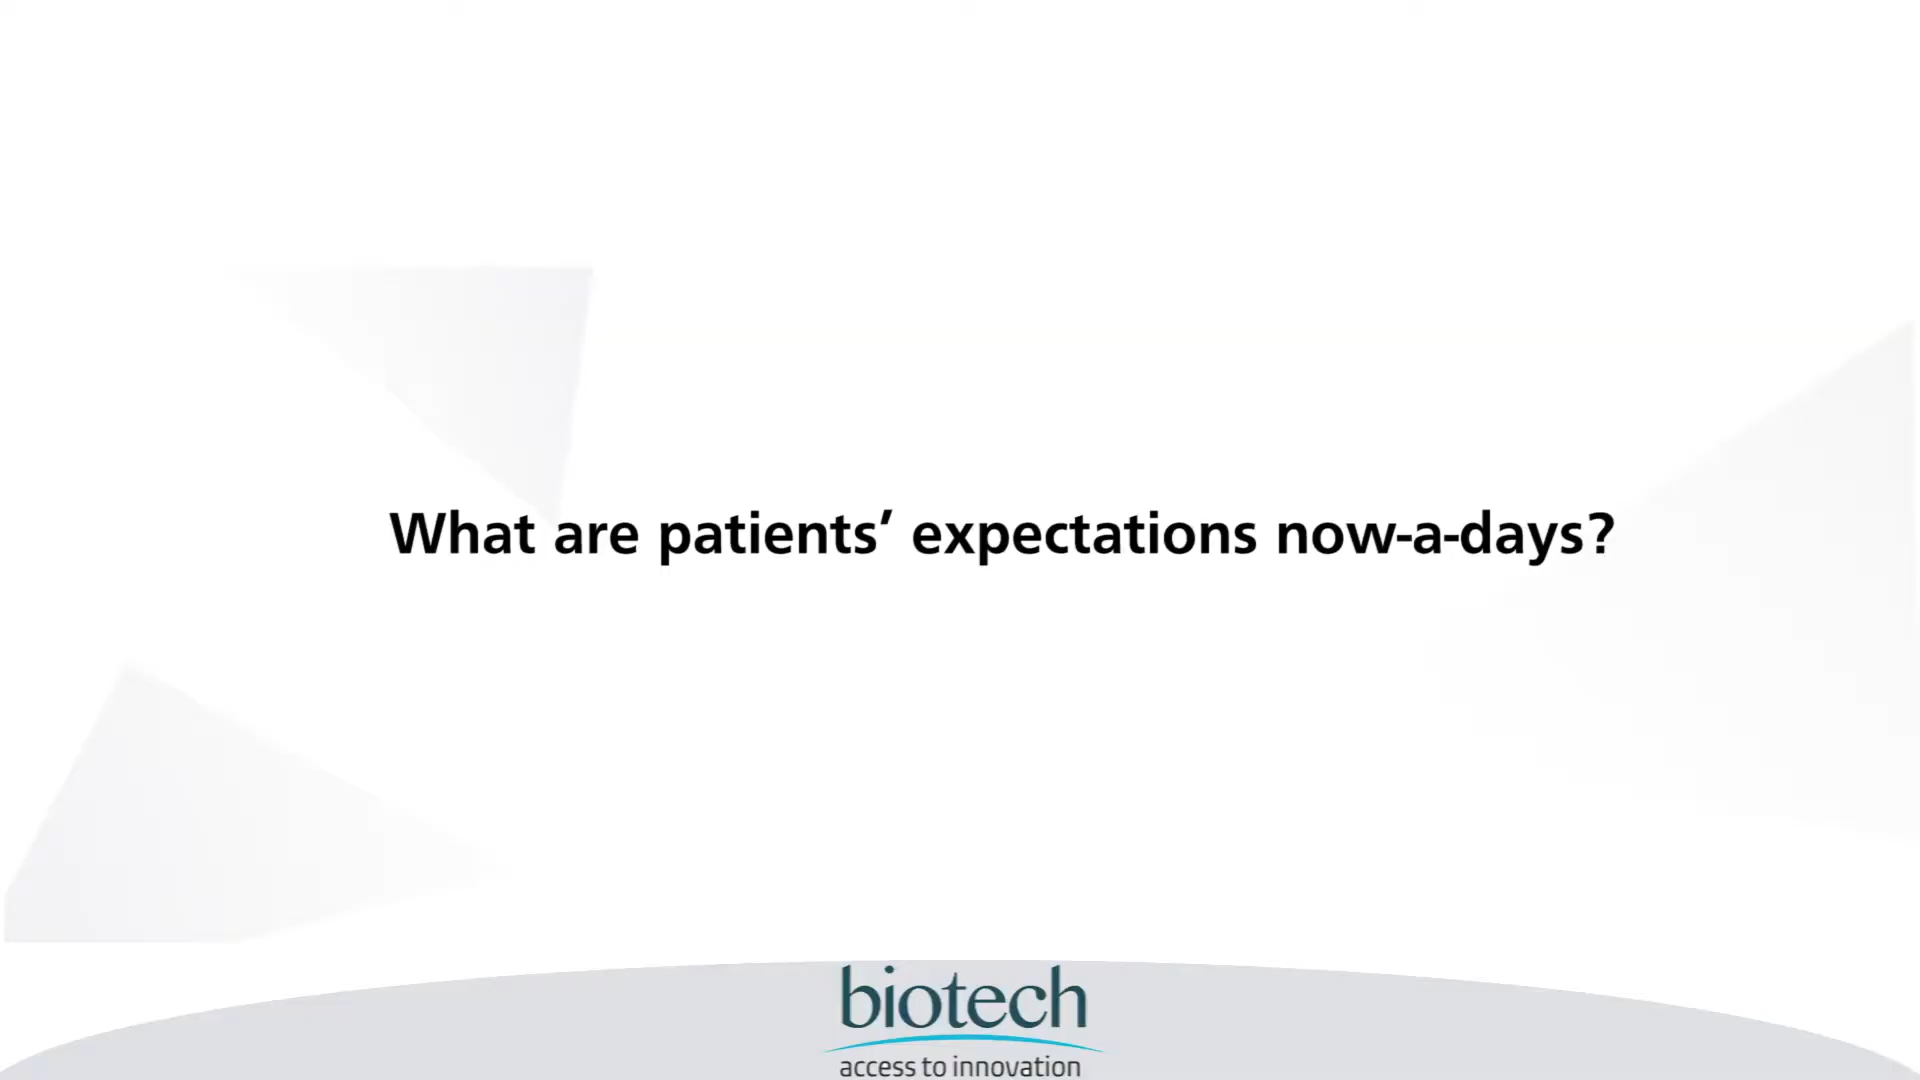 What are patients’ expectations now-a-days?
biotech
access to innovation